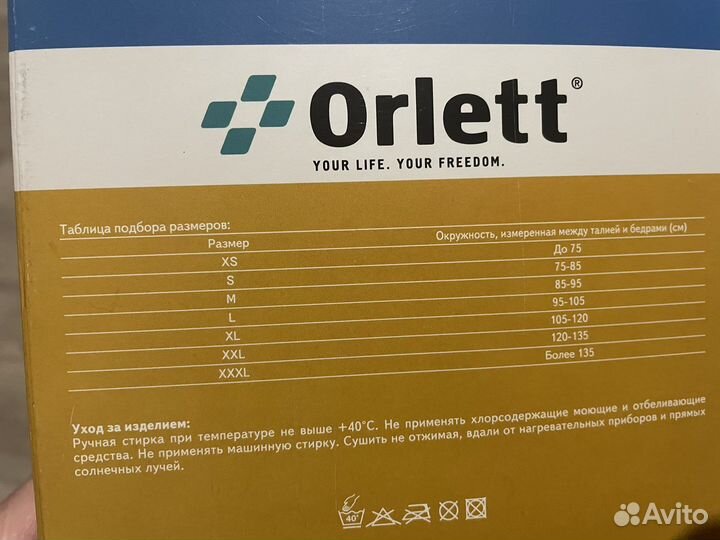 Orlett®
YOUR LIFE. YOUR FREEDOM.
Таблица подбора размеров:
Размер Окружность, измеренная между талией и бедрами (см)
XS До 75
S 75-85
M 85-95
L 95-105
XL 105-120
XXL 120-135
XXXL Более 135
Уход за изделием:
Ручная стирка при температуре не выше +40°С. Не применять хлорсодержащие моющие и отбеливающие
средства. Не применять машинную стирку. Сушить не отжимая, вдали от нагревательных приборов и прямых
солнечных лучей.
40°
Avito